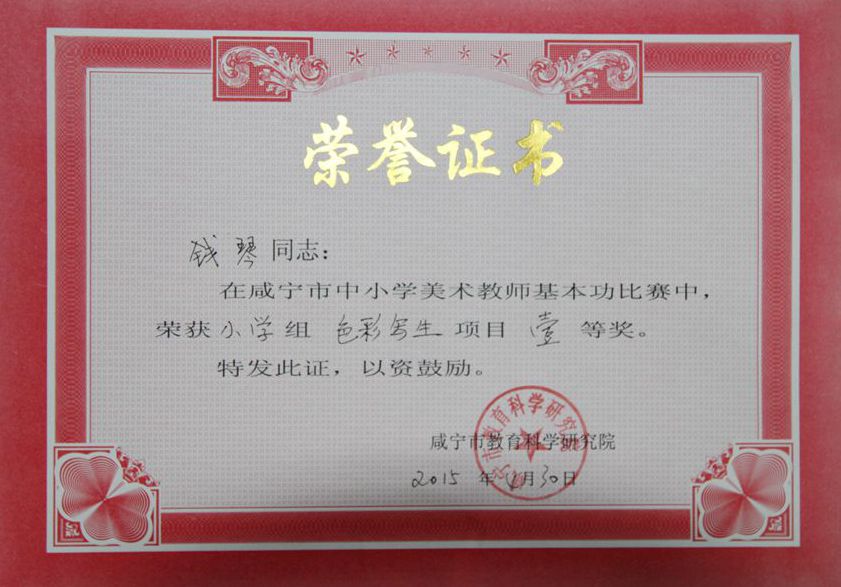 荣誉证书
钱琴同志：
在咸宁市中小学美术教师基本功比赛中，
荣获小学组 色彩写生 项目 壹 等奖。
特发此证，以资鼓励。
咸宁市教育科学研究院
2015 年 月30日